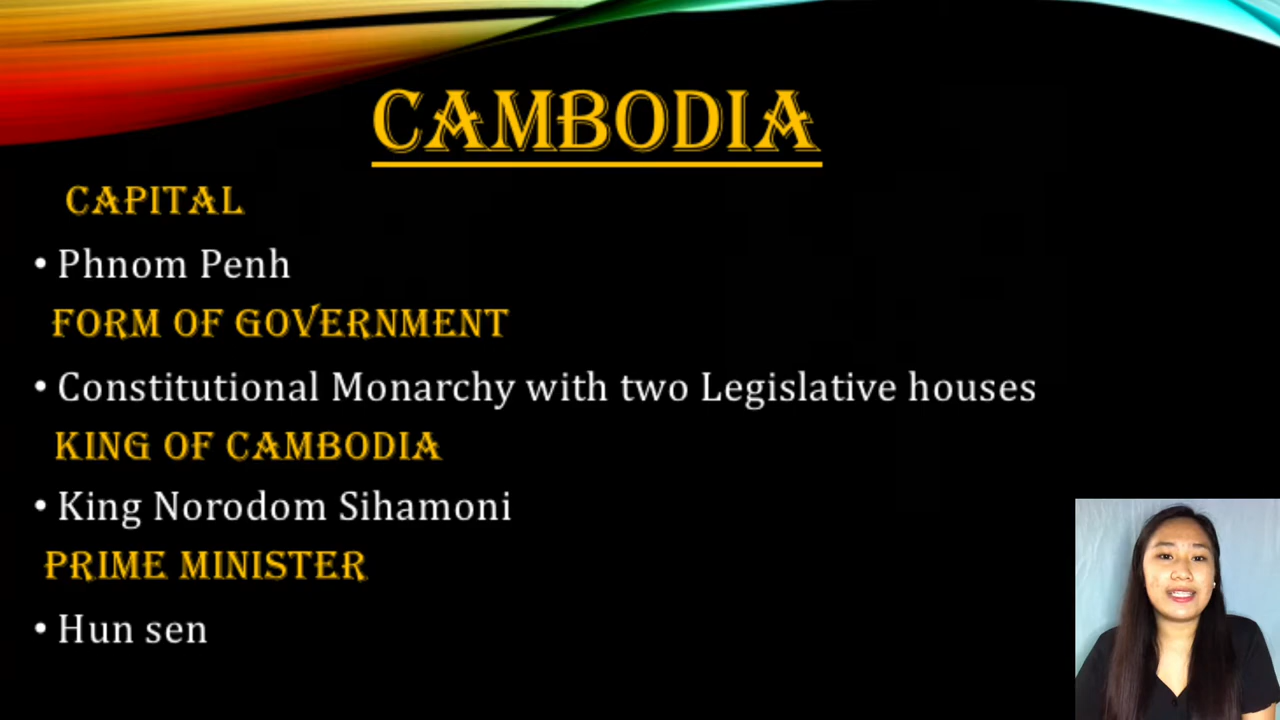 CAMBODIA
CAPITAL
• Phnom Penh
FORM OF GOVERNMENT
• Constitutional Monarchy with two Legislative houses
KING OF CAMBODIA
• King Norodom Sihamoni
PRIME MINISTER
• Hun sen